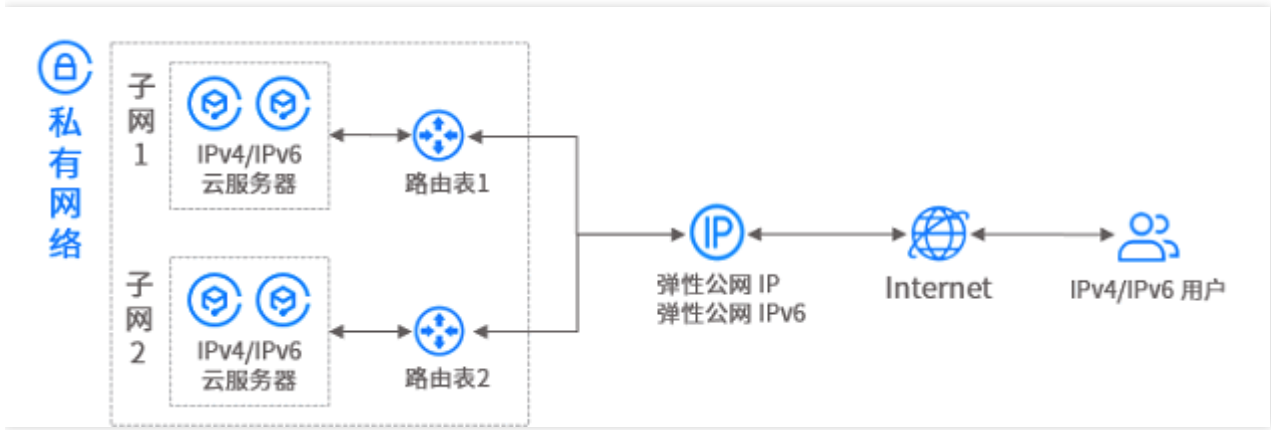 私有网络
子网1
IPv4/IPv6
云服务器
路由表1
子网2
IPv4/IPv6
云服务器
路由表2
IP
弹性公网 IP
弹性公网 IPv6
Internet
IPv4/IPv6 用户